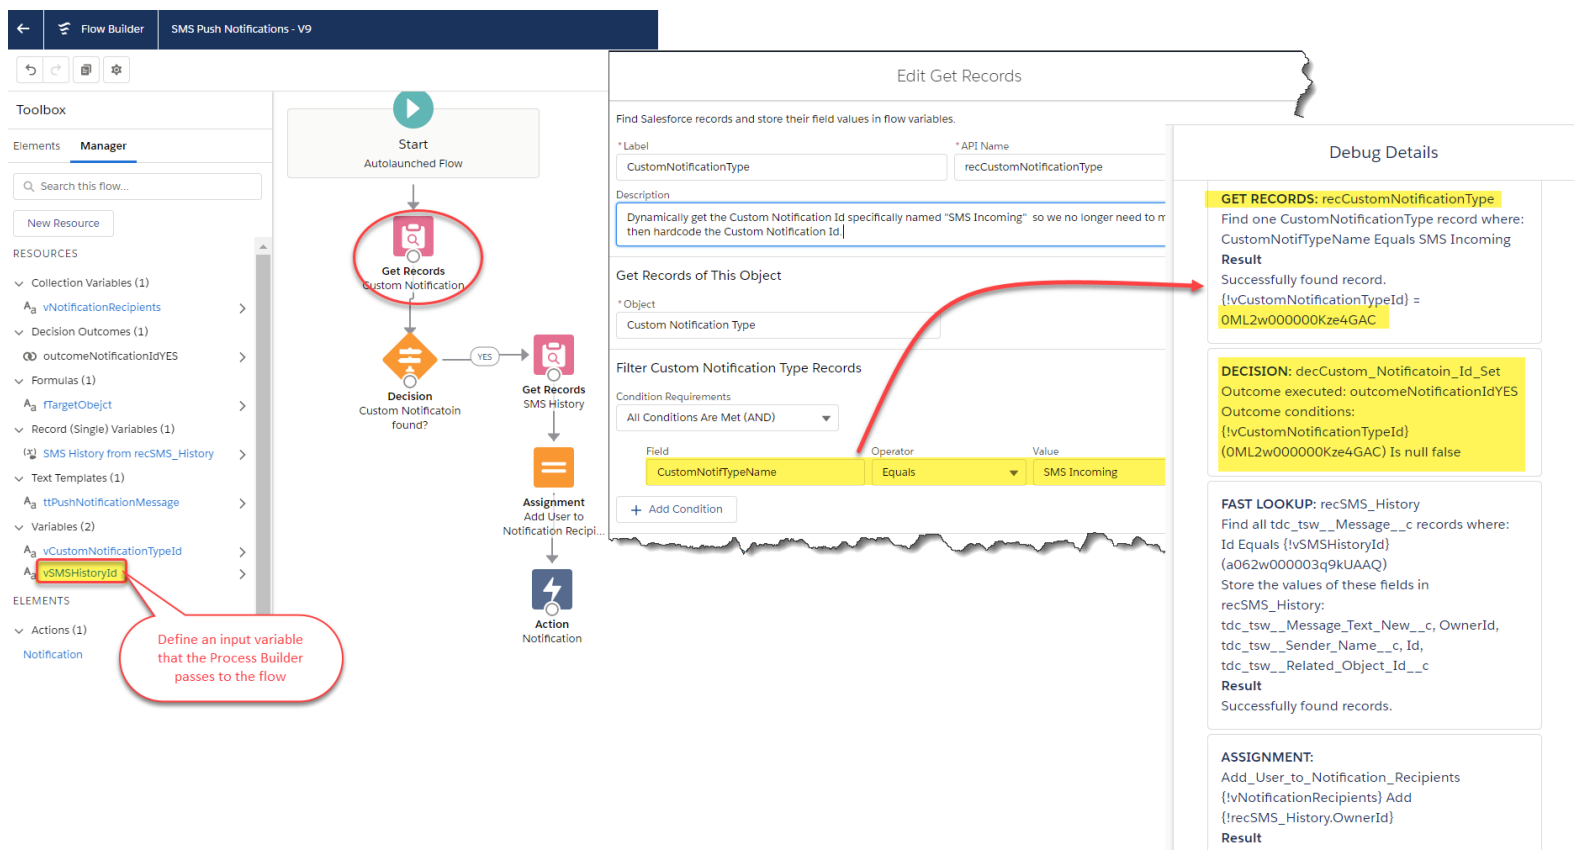 Flow Builder
SMS Push Notifications - V9
Toolbox
Elements
Manager
Search this flow...
New Resource
RESOURCES
Collection Variables (1)
Aa vNotificationRecipients
Decision Outcomes (1)
outcomeNotificationIdYES
Formulas (1)
Aa fTargetObejct
Record (Single) Variables (1)
(x) SMS History from recSMS_History
Text Templates (1)
Aa ttPushNotificationMessage
Variables (2)
Aa vCustomNotificationTypeId
Aa vSMSHistoryId
ELEMENTS
Actions (1)
Notification
Define an input variable
that the Process Builder
passes to the flow
Start
Autolaunched Flow
Get Records
Custom Notification
Decision
Custom Notificatoin
found?
YES
Get Records
SMS History
Assignment
Add User to
Notification Recipi...
Action
Notification
Edit Get Records
Find Salesforce records and store their field values in flow variables.
* Label
CustomNotificationType
* API Name
recCustomNotificationType
Description
Dynamically get the Custom Notification Id specifically named "SMS Incoming" so we no longer need to m
then hardcode the Custom Notification Id.
Get Records of This Object
* Object
Custom Notification Type
Filter Custom Notification Type Records
Condition Requirements
All Conditions Are Met (AND)
Field
Operator
Value
CustomNotifTypeName
Equals
SMS Incoming
+ Add Condition
Debug Details
GET RECORDS: recCustomNotificationType
Find one CustomNotificationType record where:
CustomNotifTypeName Equals SMS Incoming
Result
Successfully found record.
{!vCustomNotificationTypeId} =
0ML2w000000Kze4GAC
DECISION: decCustom_Notificatoin_Id_Set
Outcome executed: outcomeNotificationIdYES
Outcome conditions:
{!vCustomNotificationTypeId}
(0ML2w000000Kze4GAC) Is null false
FAST LOOKUP: recSMS_History
Find all tdc_tsw__Message__c records where:
Id Equals {!vSMSHistoryId}
(a062w000003q9kUAAQ)
Store the values of these fields in
recSMS_History:
tdc_tsw__Message_Text_New__c, OwnerId,
tdc_tsw__Sender_Name__c, Id,
tdc_tsw__Related_Object_Id__c
Result
Successfully found records.
ASSIGNMENT:
Add_User_to_Notification_Recipients
{!vNotificationRecipients} Add
{!recSMS_History.OwnerId}
Result